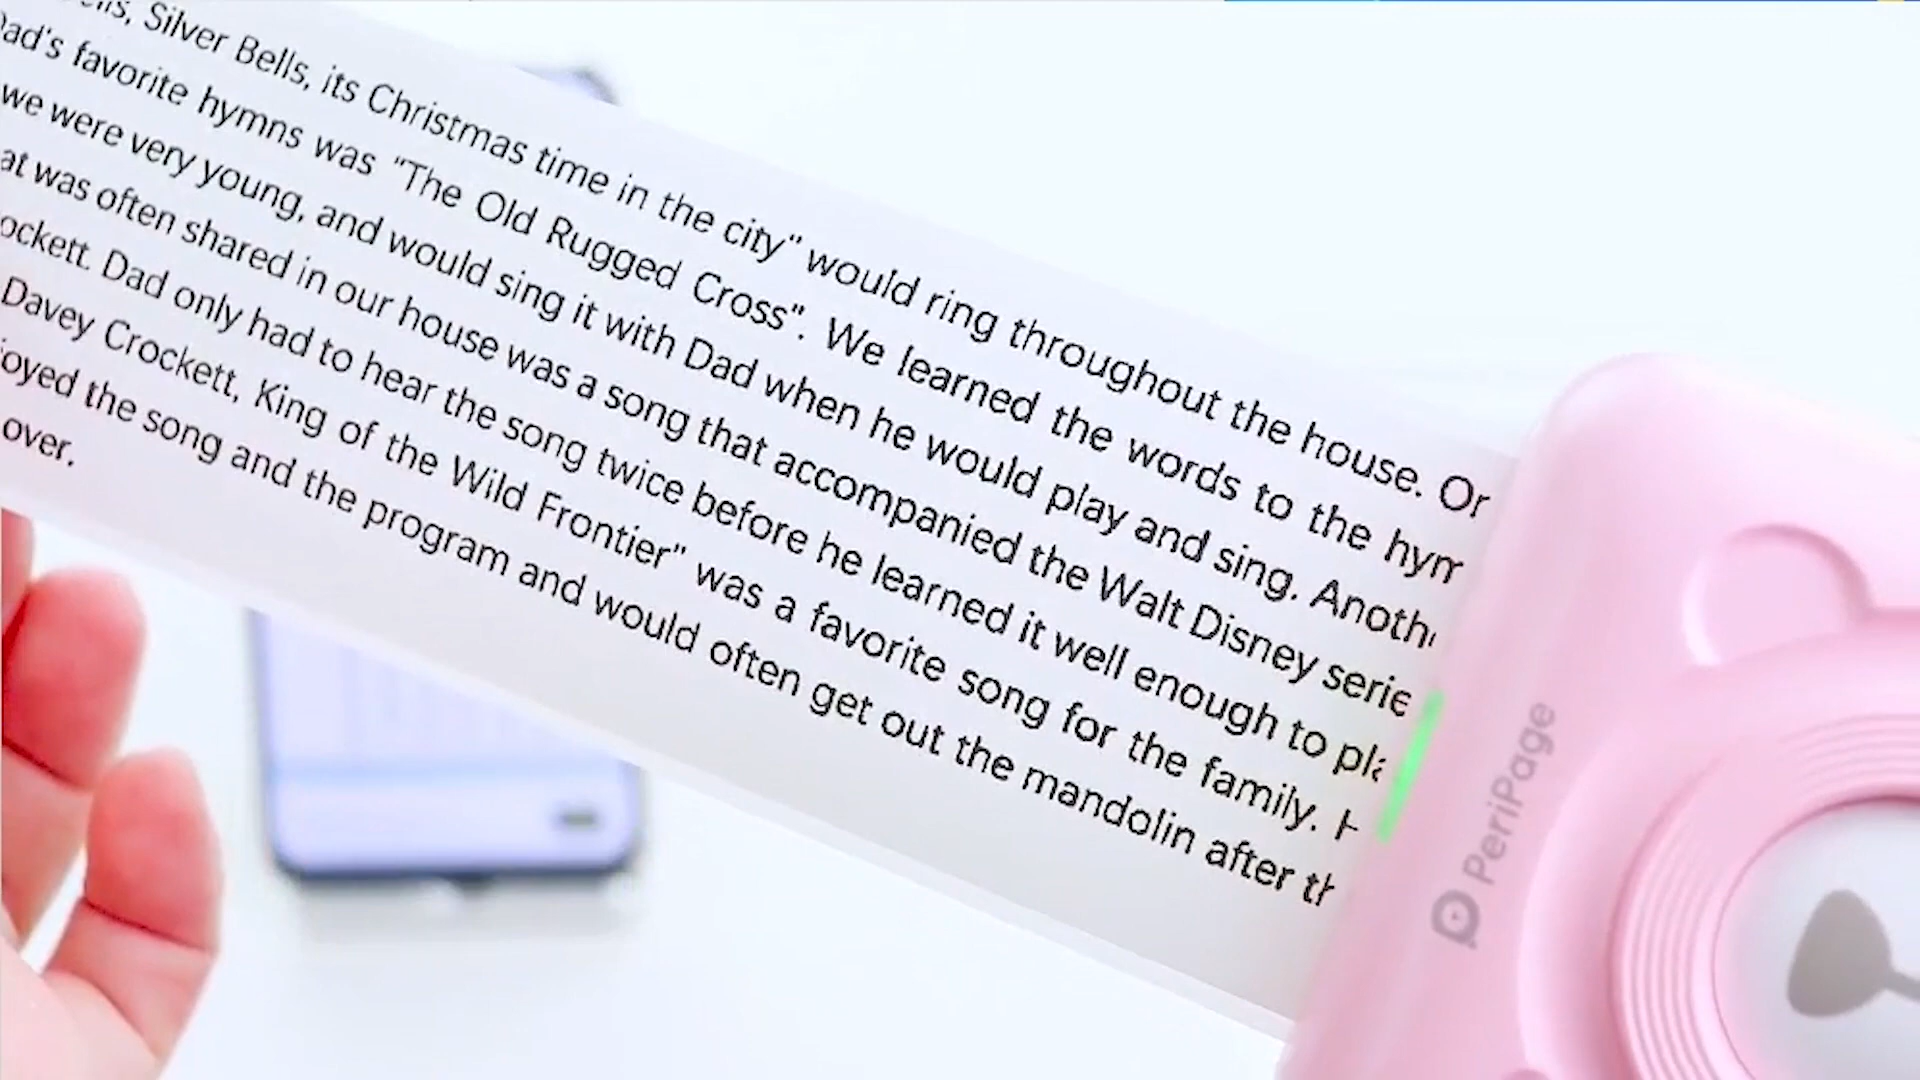 Silver Bells, its Christmas time in the city" would ring throughout the house. Or
favorite hymns was "The Old Rugged Cross". We learned the words to the hym
we were very young, and would sing it with Dad when he would play and sing. Anoth
at was often shared in our house was a song that accompanied the Walt Disney serie
ockett. Dad only had to hear the song twice before he learned it well enough to pla
Davey Crockett, King of the Wild Frontier" was a favorite song for the family. H
oyed the song and the program and would often get out the mandolin after th
over.
PeriPage